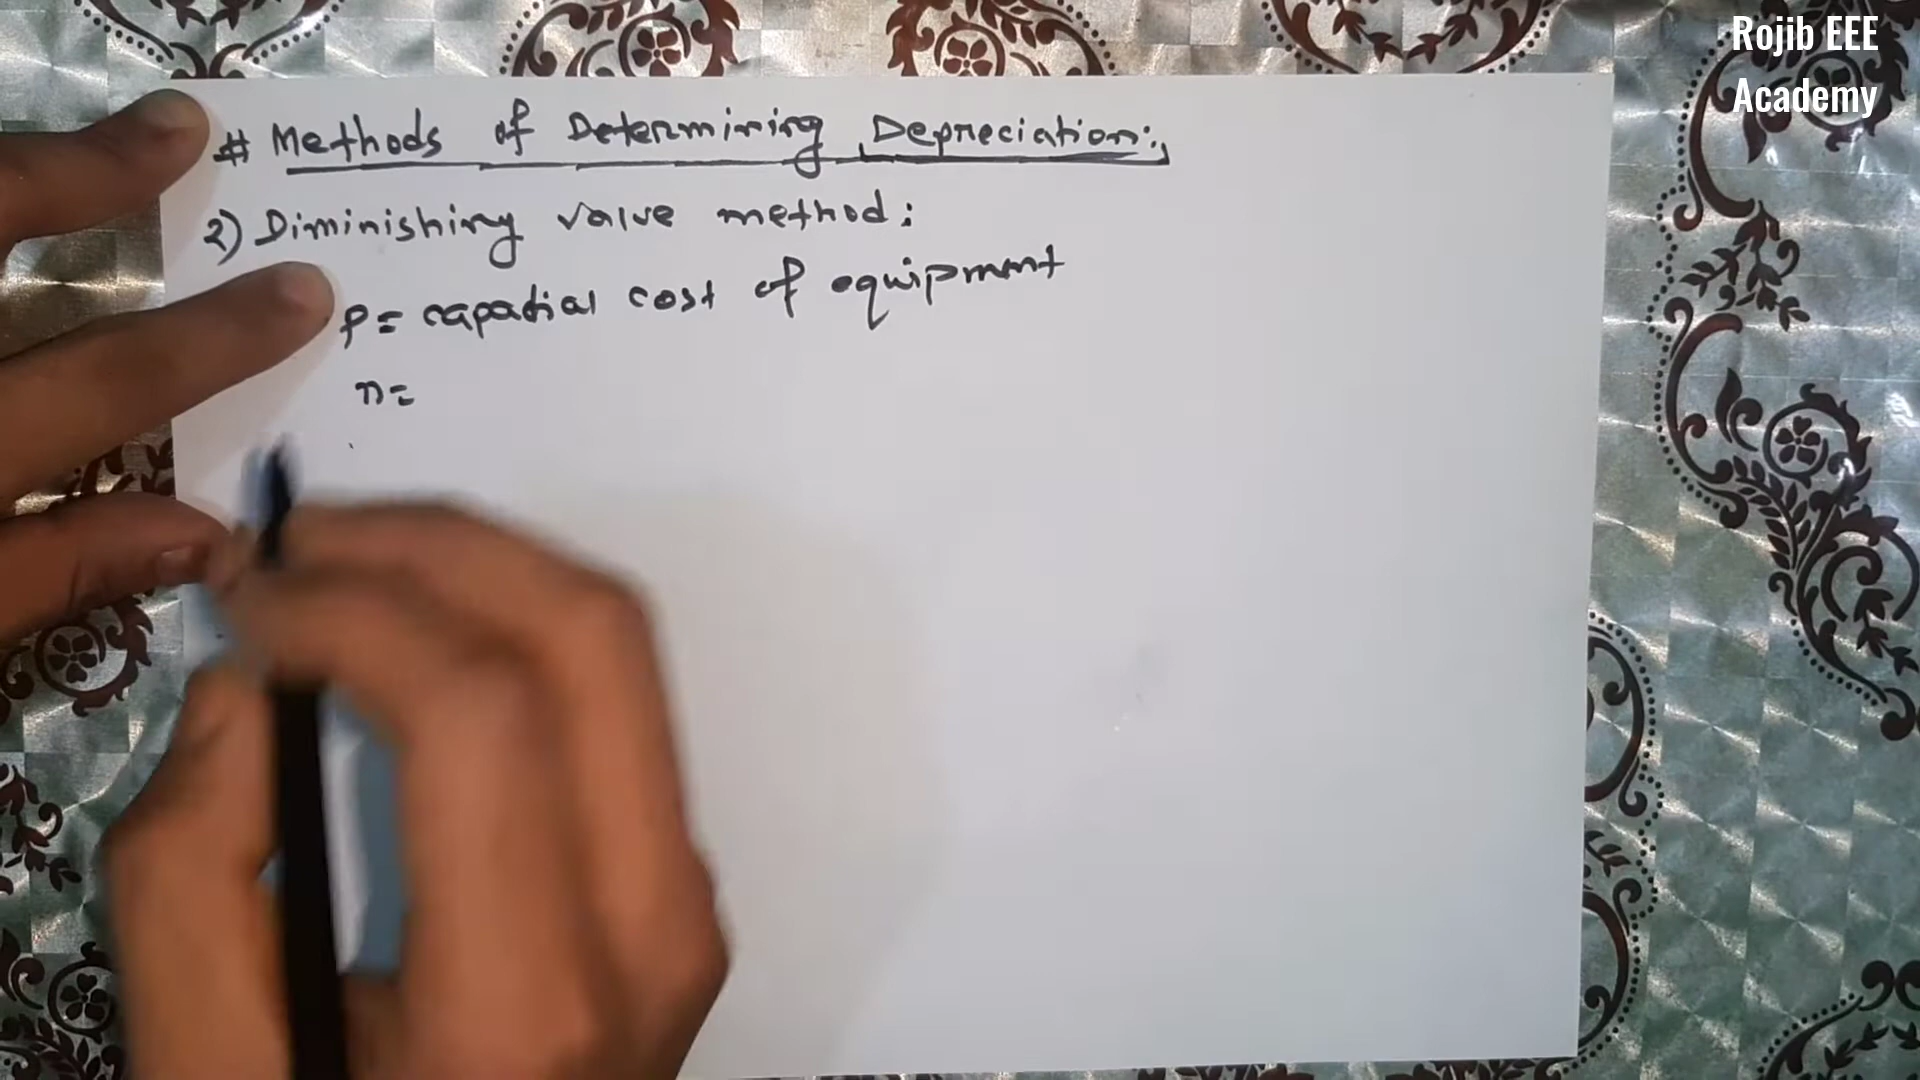 Rojib EEE
Academy
# Methods of Determining Depreciation:
2) Diminishing value method:
P = capatial cost of equipment
n =